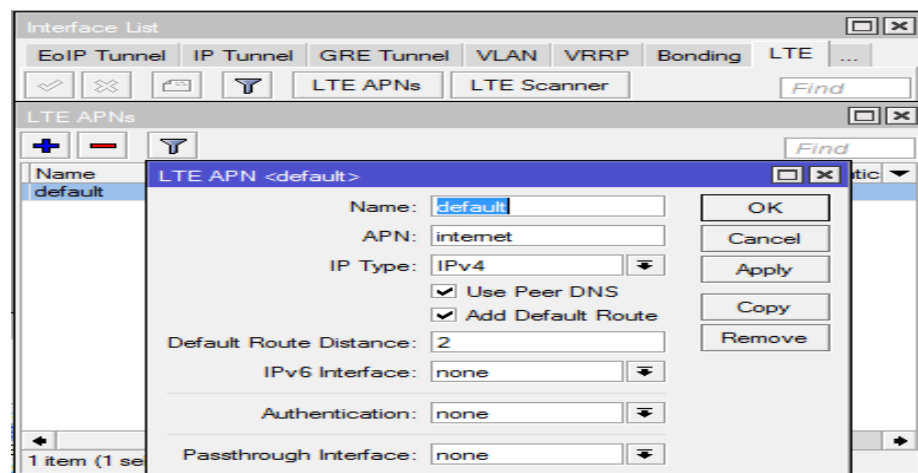 Interface List
EoIP Tunnel IP Tunnel GRE Tunnel VLAN VRRP Bonding LTE ...
LTE APNs LTE Scanner Find
LTE APNs
Find
Name
default
LTE APN <default>
Name: default
APN: internet
IP Type: IPv4
Use Peer DNS
Add Default Route
Default Route Distance: 2
IPv6 Interface: none
Authentication: none
Passthrough Interface: none
OK
Cancel
Apply
Copy
Remove
1 item (1 se